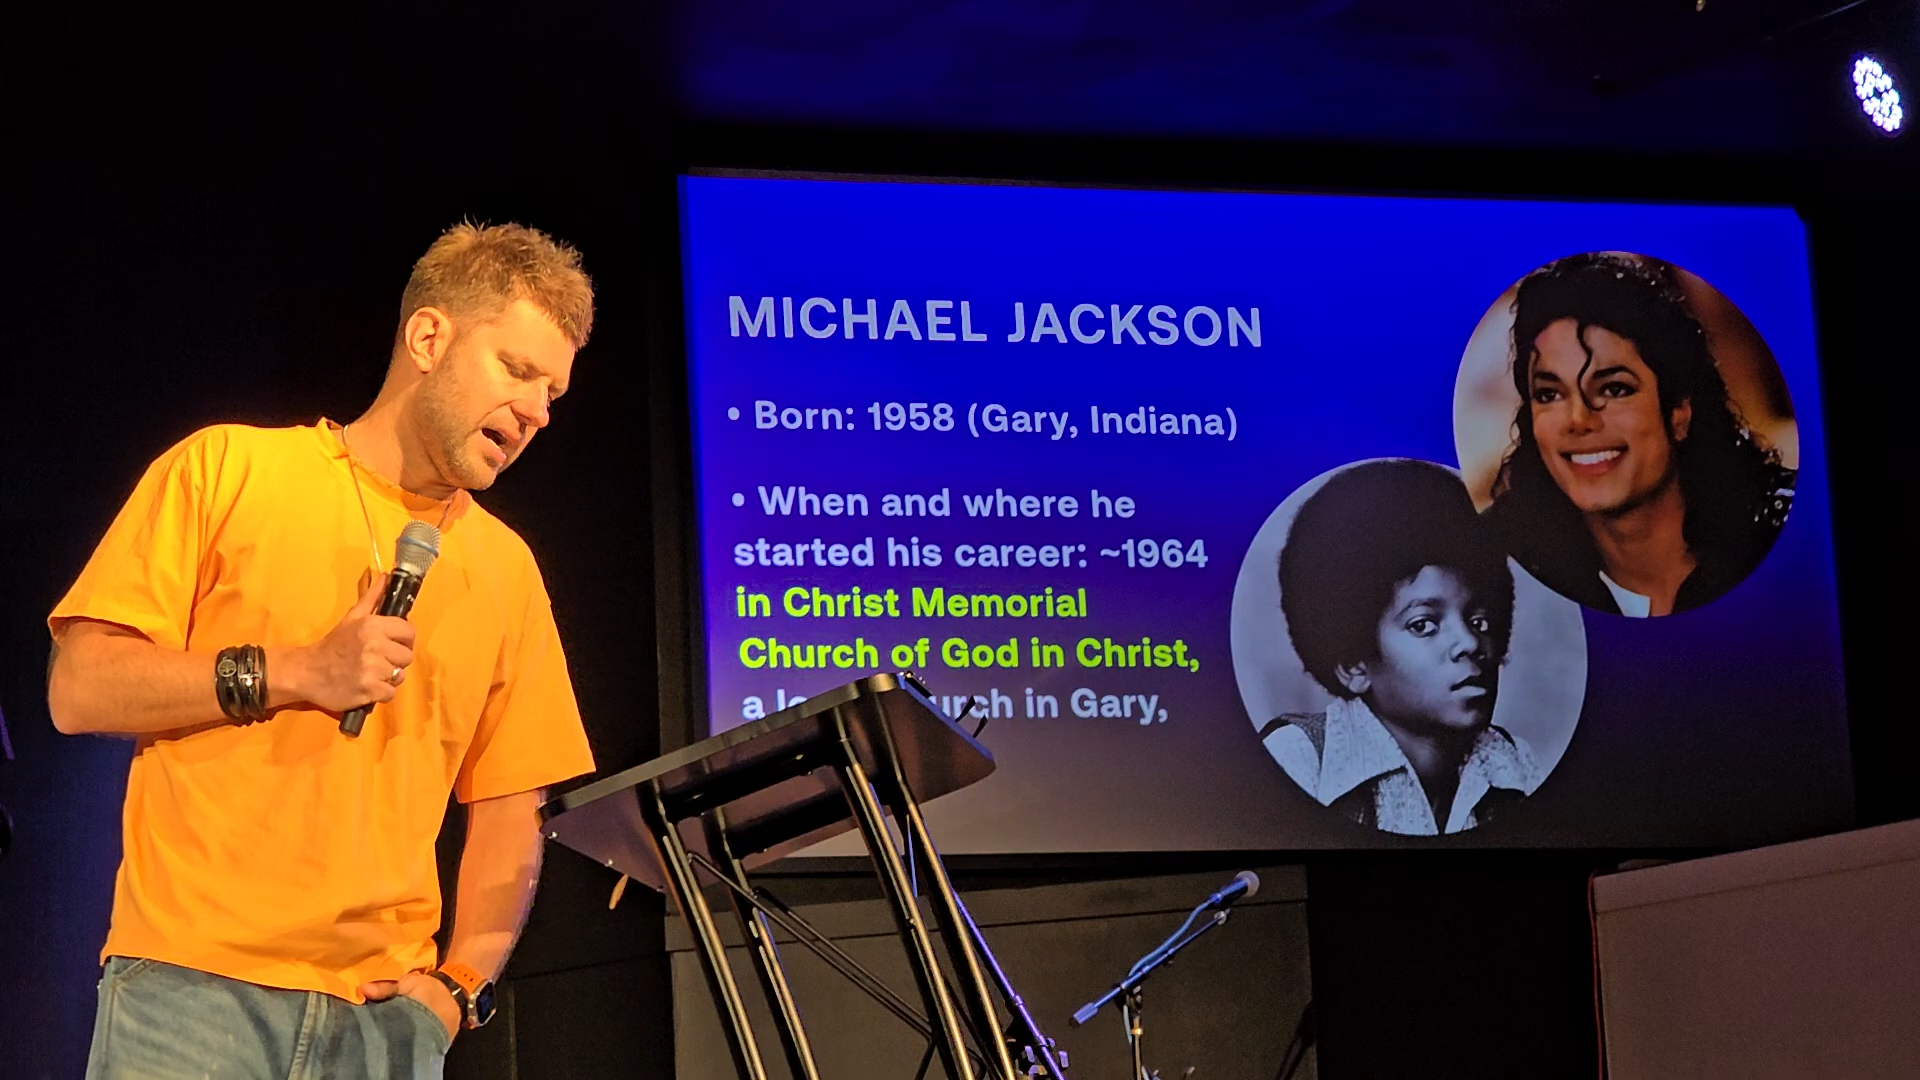 MICHAEL JACKSON
• Born: 1958 (Gary, Indiana)
• When and where he
started his career: ~1964
in Christ Memorial
Church of God in Christ,
a in Gary,